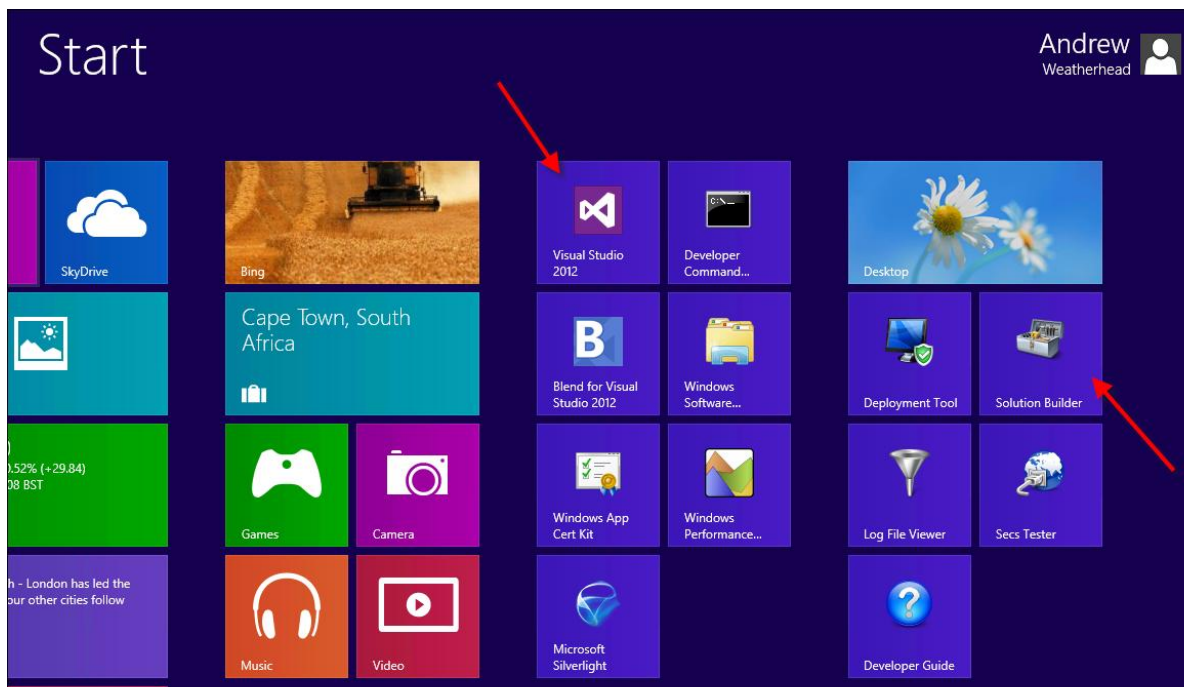 Start
Andrew
Weatherhead
SkyDrive
Bing
Visual Studio
2012
C:\_
Developer
Command...
Desktop
Cape Town, South
Africa
B
Blend for Visual
Studio 2012
Windows
Software...
Deployment Tool
Solution Builder
0.52% (+29.84)
08 BST
Games
Camera
Windows App
Cert Kit
Windows
Performance...
Log File Viewer
Secs Tester
h - London has led the
our other cities follow
Music
Video
Microsoft
Silverlight
?
Developer Guide